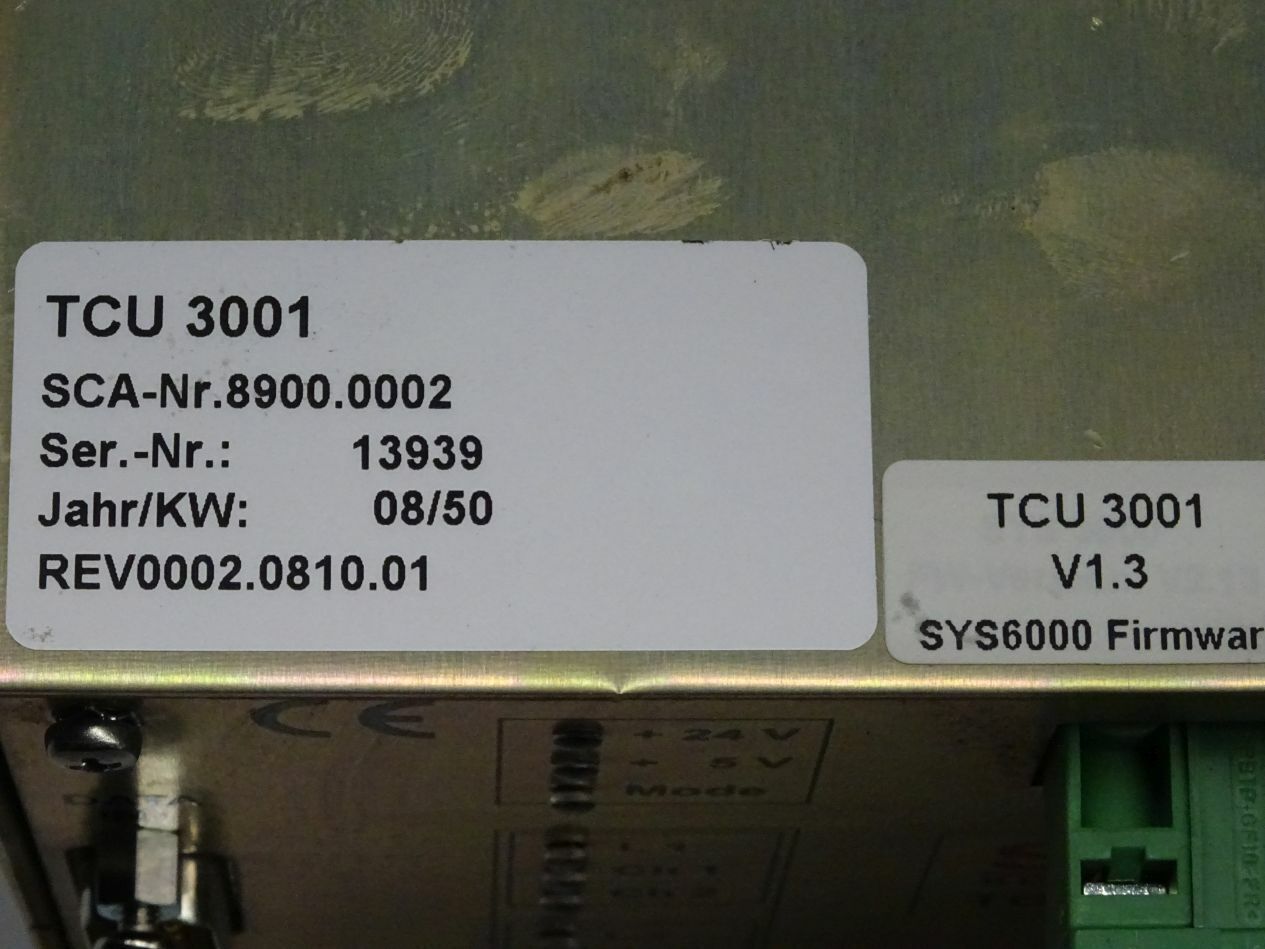 TCU 3001
SCA-Nr.8900.0002
Ser.-Nr.: 13939
Jahr/KW: 08/50
REV0002.0810.01
TCU 3001
V1.3
SYS6000 Firmwar
CE
+ 24 V
+ 5 V
Mode
DATA